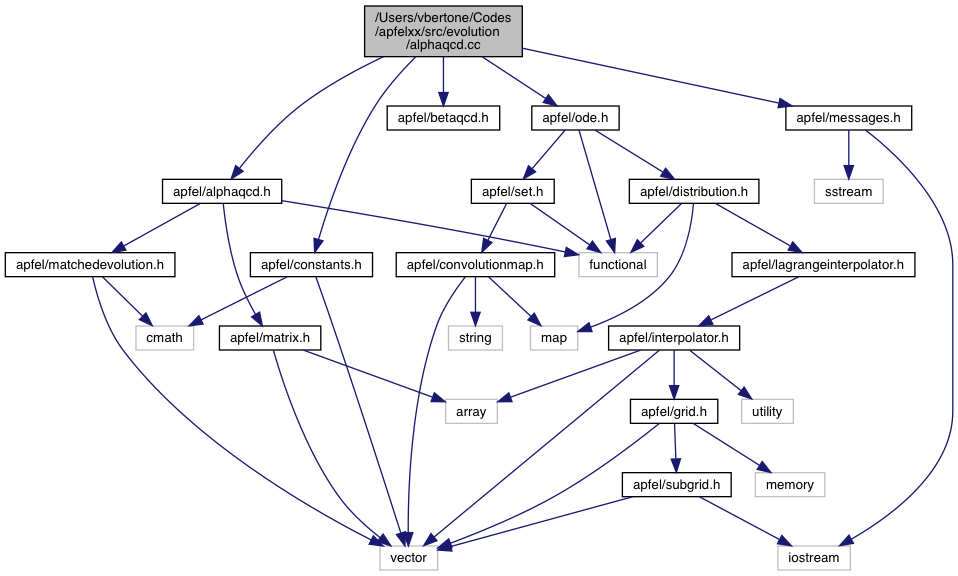 /Users/vbertone/Codes
/apfelxx/src/evolution
/alphaqcd.cc
apfel/betaqcd.h
apfel/ode.h
apfel/messages.h
apfel/alphaqcd.h
apfel/set.h
apfel/distribution.h
sstream
apfel/matchedevolution.h
apfel/constants.h
apfel/convolutionmap.h
functional
apfel/lagrangeinterpolator.h
cmath
apfel/matrix.h
string
map
apfel/interpolator.h
array
apfel/grid.h
utility
apfel/subgrid.h
memory
vector
iostream